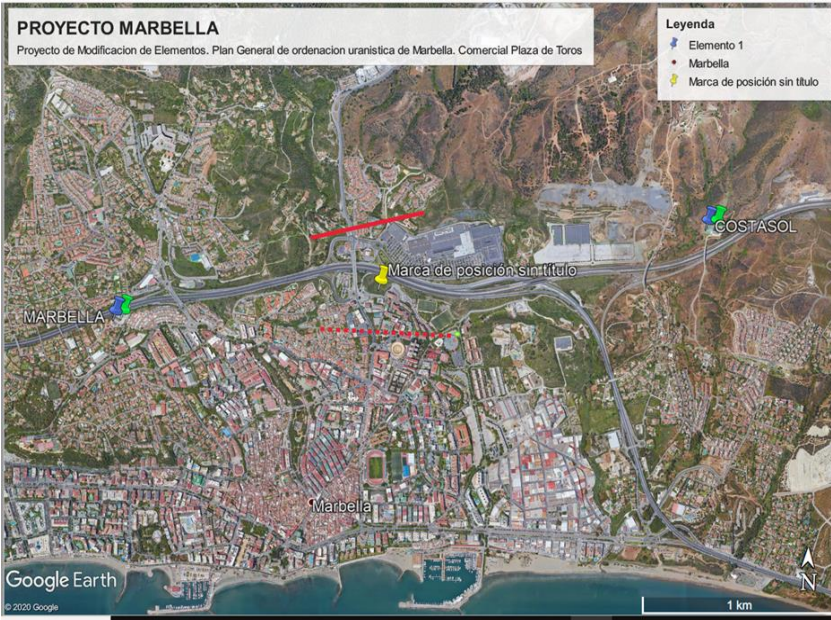 PROYECTO MARBELLA
Proyecto de Modificacion de Elementos. Plan General de ordenacion uranistica de Marbella. Comercial Plaza de Toros
Leyenda
Elemento 1
Marbella
Marca de posición sin título
COSTASOL
Marca de posición sin título
MARBELLA
Marbella
Google Earth
© 2020 Google
N
1 km